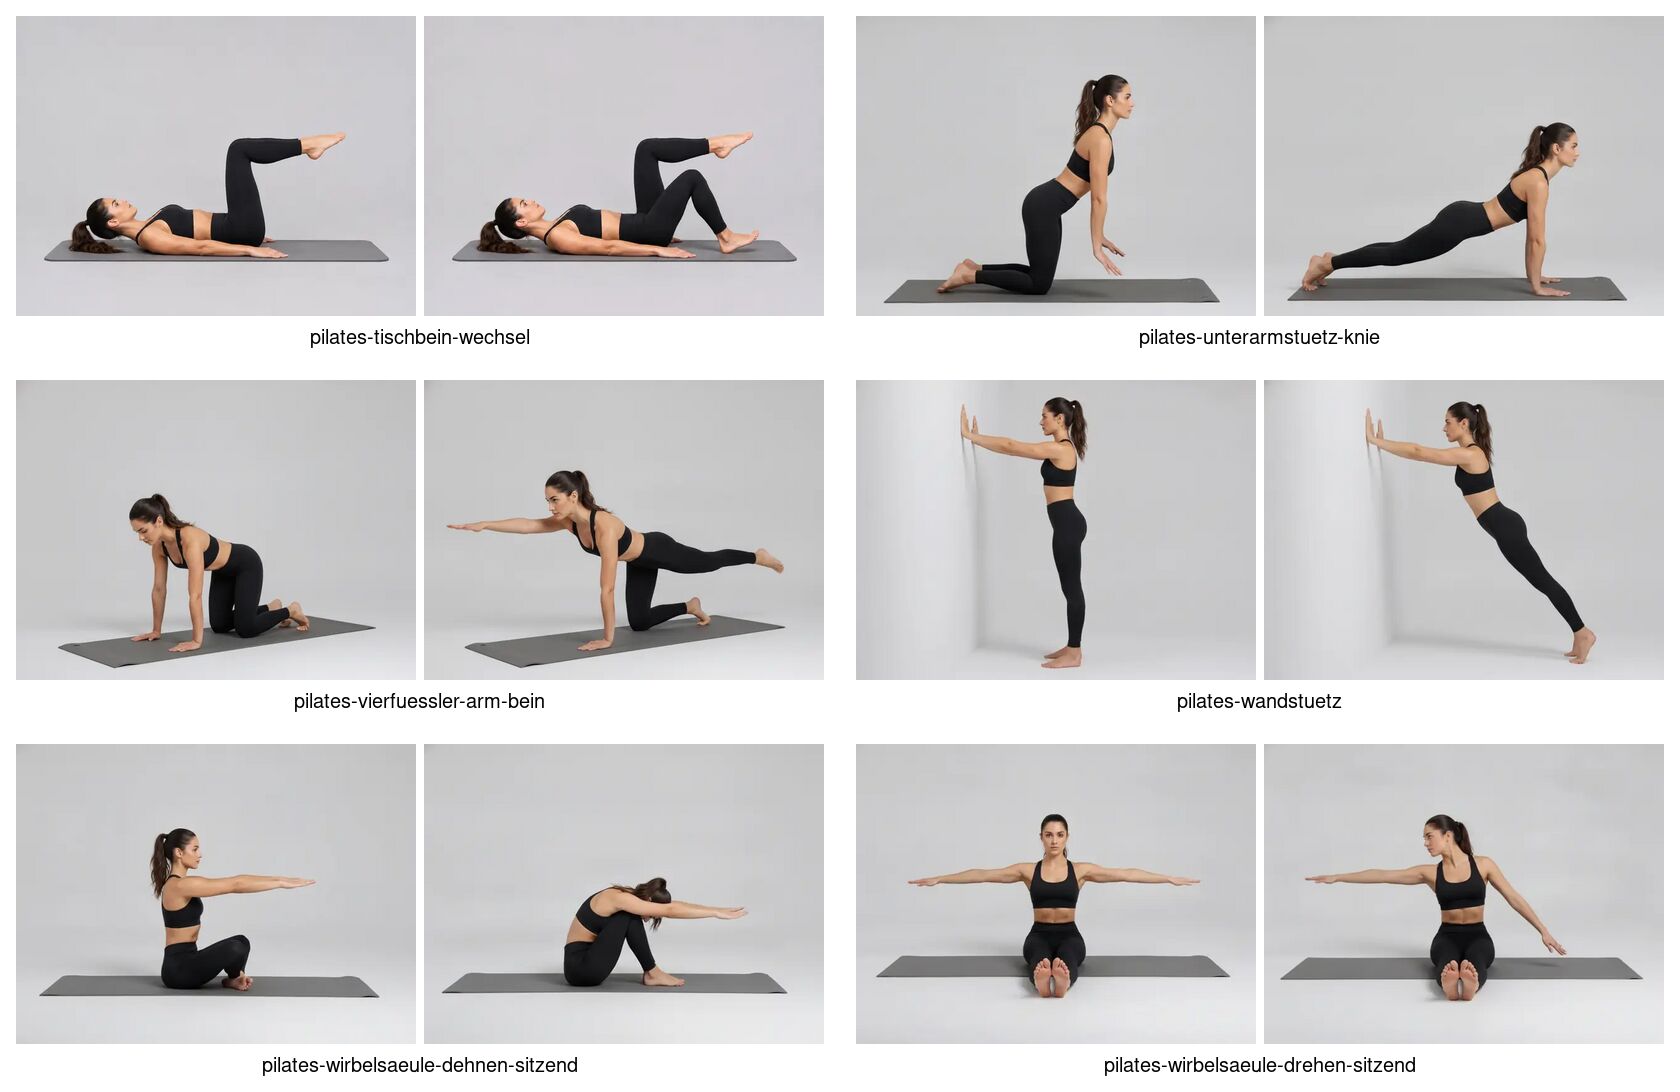 pilates-tischbein-wechsel
pilates-unterarmstuetz-knie
pilates-vierfuessler-arm-bein
pilates-wandstuetz
pilates-wirbelsaeule-dehnen-sitzend
pilates-wirbelsaeule-drehen-sitzend